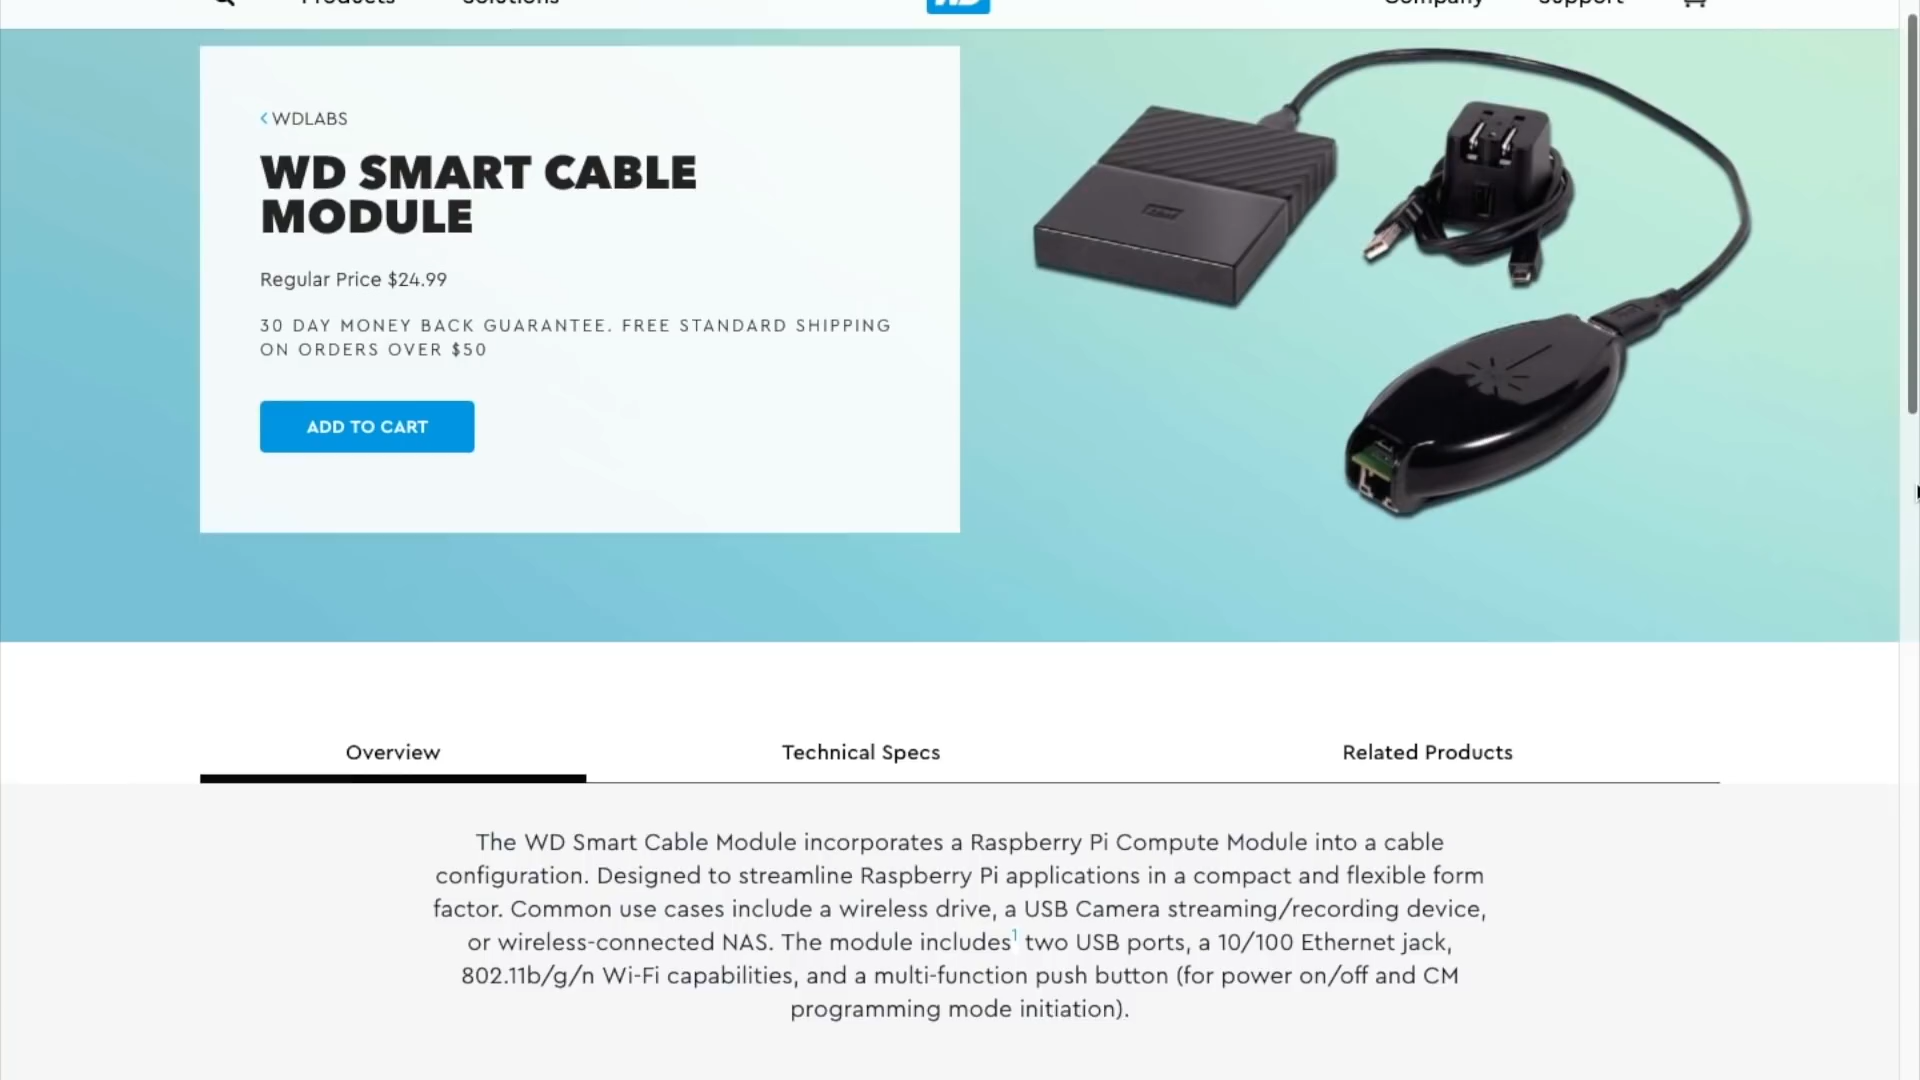 Products
Solutions
WD
Company
Support
WDLABS
WD SMART CABLE
MODULE
Regular Price $24.99
30 DAY MONEY BACK GUARANTEE. FREE STANDARD SHIPPING
ON ORDERS OVER $50
ADD TO CART
Overview
Technical Specs
Related Products
The WD Smart Cable Module incorporates a Raspberry Pi Compute Module into a cable
configuration. Designed to streamline Raspberry Pi applications in a compact and flexible form
factor. Common use cases include a wireless drive, a USB Camera streaming/recording device,
or wireless-connected NAS. The module includes1 two USB ports, a 10/100 Ethernet jack,
802.11b/g/n Wi-Fi capabilities, and a multi-function push button (for power on/off and CM
programming mode initiation).